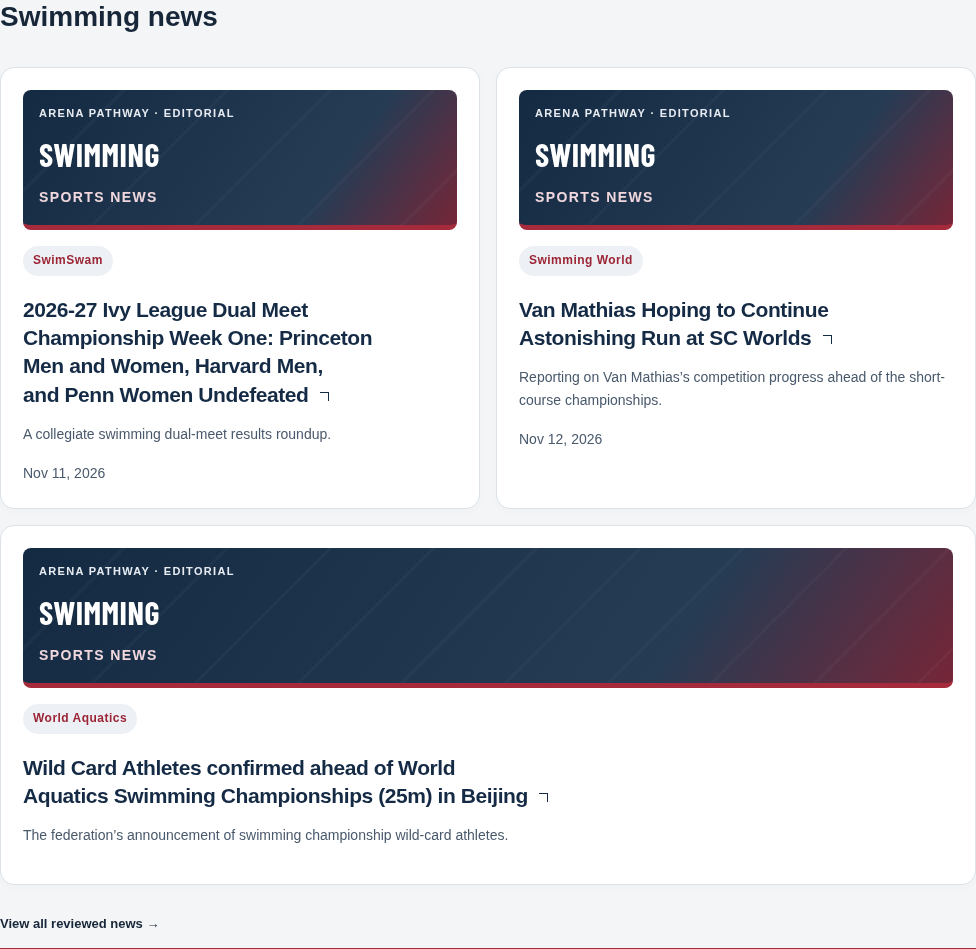 Swimming news
ARENA PATHWAY · EDITORIAL
SWIMMING
SPORTS NEWS
SwimSwam
2026-27 Ivy League Dual Meet
Championship Week One: Princeton
Men and Women, Harvard Men,
and Penn Women Undefeated
A collegiate swimming dual-meet results roundup.
Nov 11, 2026
ARENA PATHWAY · EDITORIAL
SWIMMING
SPORTS NEWS
Swimming World
Van Mathias Hoping to Continue
Astonishing Run at SC Worlds
Reporting on Van Mathias’s competition progress ahead of the short-
course championships.
Nov 12, 2026
ARENA PATHWAY · EDITORIAL
SWIMMING
SPORTS NEWS
World Aquatics
Wild Card Athletes confirmed ahead of World
Aquatics Swimming Championships (25m) in Beijing
The federation’s announcement of swimming championship wild-card athletes.
View all reviewed news →